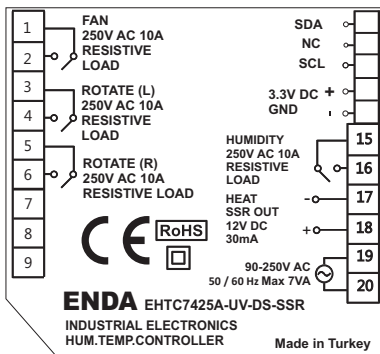 1
2
3
4
5
6
7
8
9
FAN
250V AC 10A
RESISTIVE
LOAD
ROTATE (L)
250V AC 10A
RESISTIVE
LOAD
ROTATE (R)
250V AC 10A
RESISTIVE LOAD
SDA
NC
SCL
3.3V DC +
GND -
HUMIDITY
250V AC 10A
RESISTIVE
LOAD
HEAT
SSR OUT
12V DC
30mA
-
+
90-250V AC
50 / 60 Hz Max 7VA
15
16
17
18
19
20
CE
RoHS
ENDA EHTC7425A-UV-DS-SSR
INDUSTRIAL ELECTRONICS
HUM.TEMP.CONTROLLER
Made in Turkey